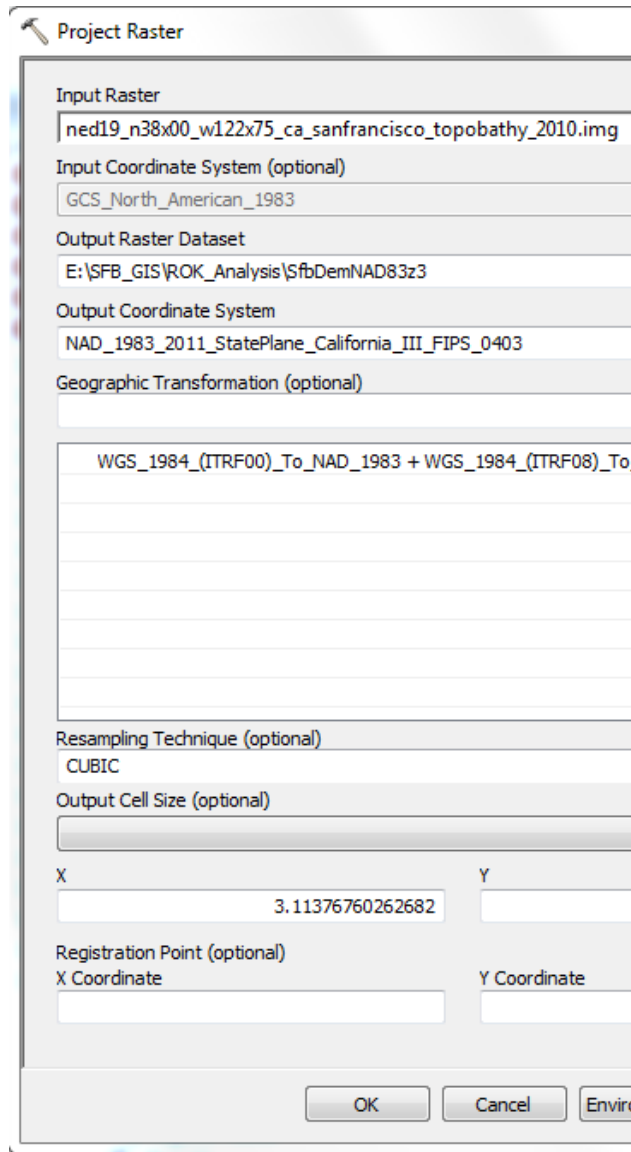 Project Raster
Input Raster
ned19_n38x00_w122x75_ca_sanfrancisco_topobathy_2010.img
Input Coordinate System (optional)
GCS_North_American_1983
Output Raster Dataset
E:\SFB_GIS\ROK_Analysis\SfbDemNAD83z3
Output Coordinate System
NAD_1983_2011_StatePlane_California_III_FIPS_0403
Geographic Transformation (optional)
WGS_1984_(ITRF00)_To_NAD_1983 + WGS_1984_(ITRF08)_To_
Resampling Technique (optional)
CUBIC
Output Cell Size (optional)
X Y
3.11376760262682
Registration Point (optional)
X Coordinate Y Coordinate
OK Cancel Enviro